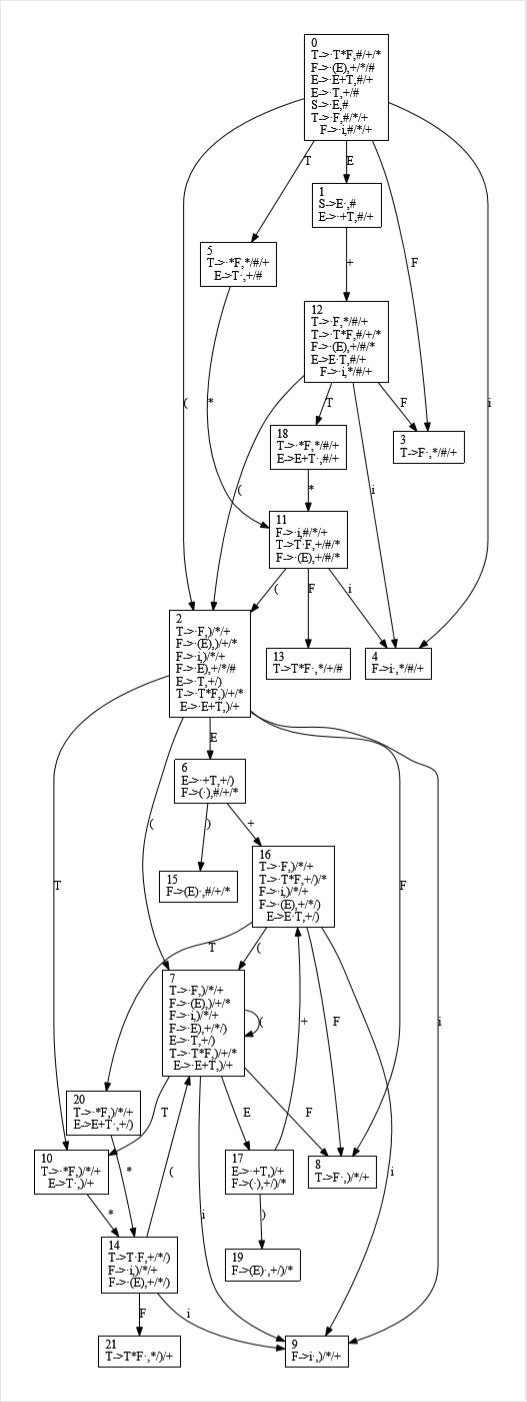 0
T->·T*F,#/+/*
F->·(E),+/*/#
E->·E+T,#/+
E->·T,+/#
S->·E,#
T->·F,#/*/+
F->·i,#/*/+
T
E
1
S->E·,#
E->·+T,#/+
5
T->·*F,*/#/+
E->T·,+/#
+
F
12
T->·F,*/#/+
T->·T*F,#/+/*
F->·(E),+/#/*
E->E·T,#/+
F->·i,*/#/+
(
*
T
F
i
18
T->·*F,*/#/+
E->E+T·,#/+
3
T->F·,*/#/+
(
*
i
11
F->·i,#/*/+
T->T·F,+/#/*
F->·(E),+/#/*
(
F
i
2
T->·F,)/*/+
F->·(E),)/+/*
F->·i,)/*/+
F->·E),+/*/#
E->·T,+/)
T->·T*F,)/+/*
E->·E+T,)/+
13
T->T*F·,*/+/#
4
F->i·,*/#/+
E
6
E->·+T,+/)
F->(·),#/+/*
(
)
+
16
T->·F,)/*/+
T->·T*F,+/)/*
F->·i,)/*/+
F->·(E),+/*/)
E->E·T,+/)
15
F->(E)·,#/+/*
T
F
T
(
7
T->·F,)/*/+
F->·(E),)/+/*
F->·i,)/*/+
F->·E),+/*/)
E->·T,+/)
T->·T*F,)/+/*
E->·E+T,)/+
(
+
F
i
20
T->·*F,)/*/+
E->E+T·,+/)
T
E
F
10
T->·*F,)/*/+
E->T·,)/+
*
(
17
E->·+T,)/+
F->(·),+/)/*
8
T->F·,)/*/+
i
*
i
)
14
T->T·F,+/*/)
F->·i,)/*/+
F->·(E),+/*/)
19
F->(E)·,+/)/*
F
i
21
T->T*F·,*/)/+
9
F->i·,)/*/+